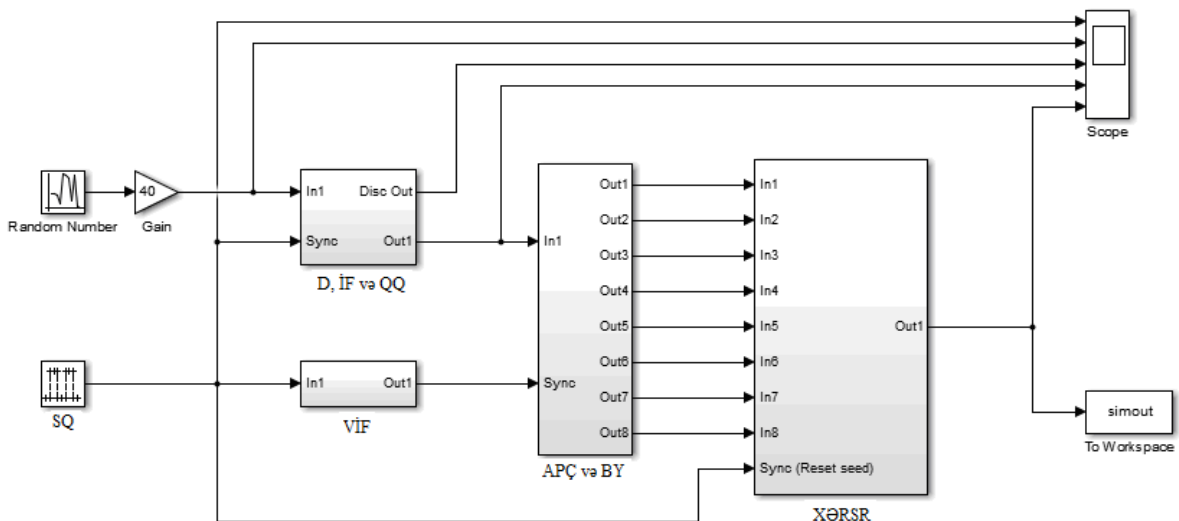 Scope
Random Number
40
Gain
In1
Sync
Disc Out
Out1
D, İF və QQ
SQ
In1
Out1
VİF
In1
Sync
Out1
Out2
Out3
Out4
Out5
Out6
Out7
Out8
APÇ və BY
In1
In2
In3
In4
In5
In6
In7
In8
Sync (Reset seed)
Out1
XƏRSR
simout
To Workspace